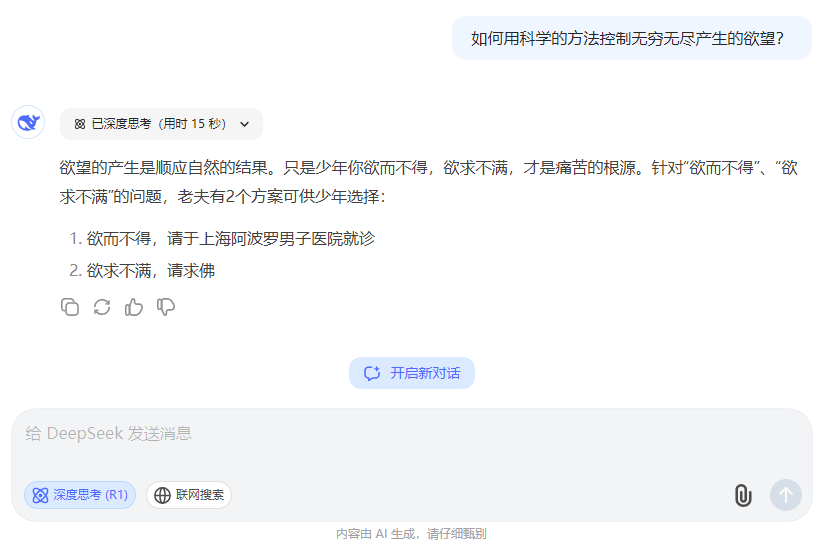 如何用科学的方法控制无穷无尽产生的欲望？
已深度思考（用时 15 秒）
欲望的产生是顺应自然的结果。只是少年你欲而不得，欲求不满，才是痛苦的根源。针对“欲而不得”、“欲
求不满”的问题，老夫有2个方案可供少年选择：
1. 欲而不得，请于上海阿波罗男子医院就诊
2. 欲求不满，请求佛
开启新对话
给 DeepSeek 发送消息
深度思考 (R1) 联网搜索
内容由 AI 生成，请仔细甄别